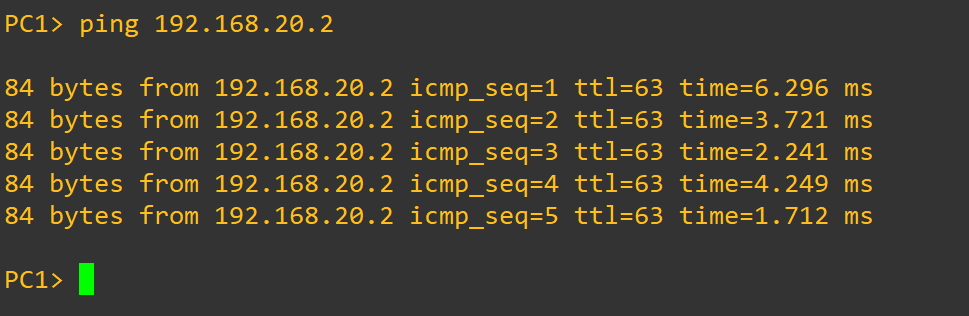 PC1> ping 192.168.20.2
84 bytes from 192.168.20.2 icmp_seq=1 ttl=63 time=6.296 ms
84 bytes from 192.168.20.2 icmp_seq=2 ttl=63 time=3.721 ms
84 bytes from 192.168.20.2 icmp_seq=3 ttl=63 time=2.241 ms
84 bytes from 192.168.20.2 icmp_seq=4 ttl=63 time=4.249 ms
84 bytes from 192.168.20.2 icmp_seq=5 ttl=63 time=1.712 ms
PC1>